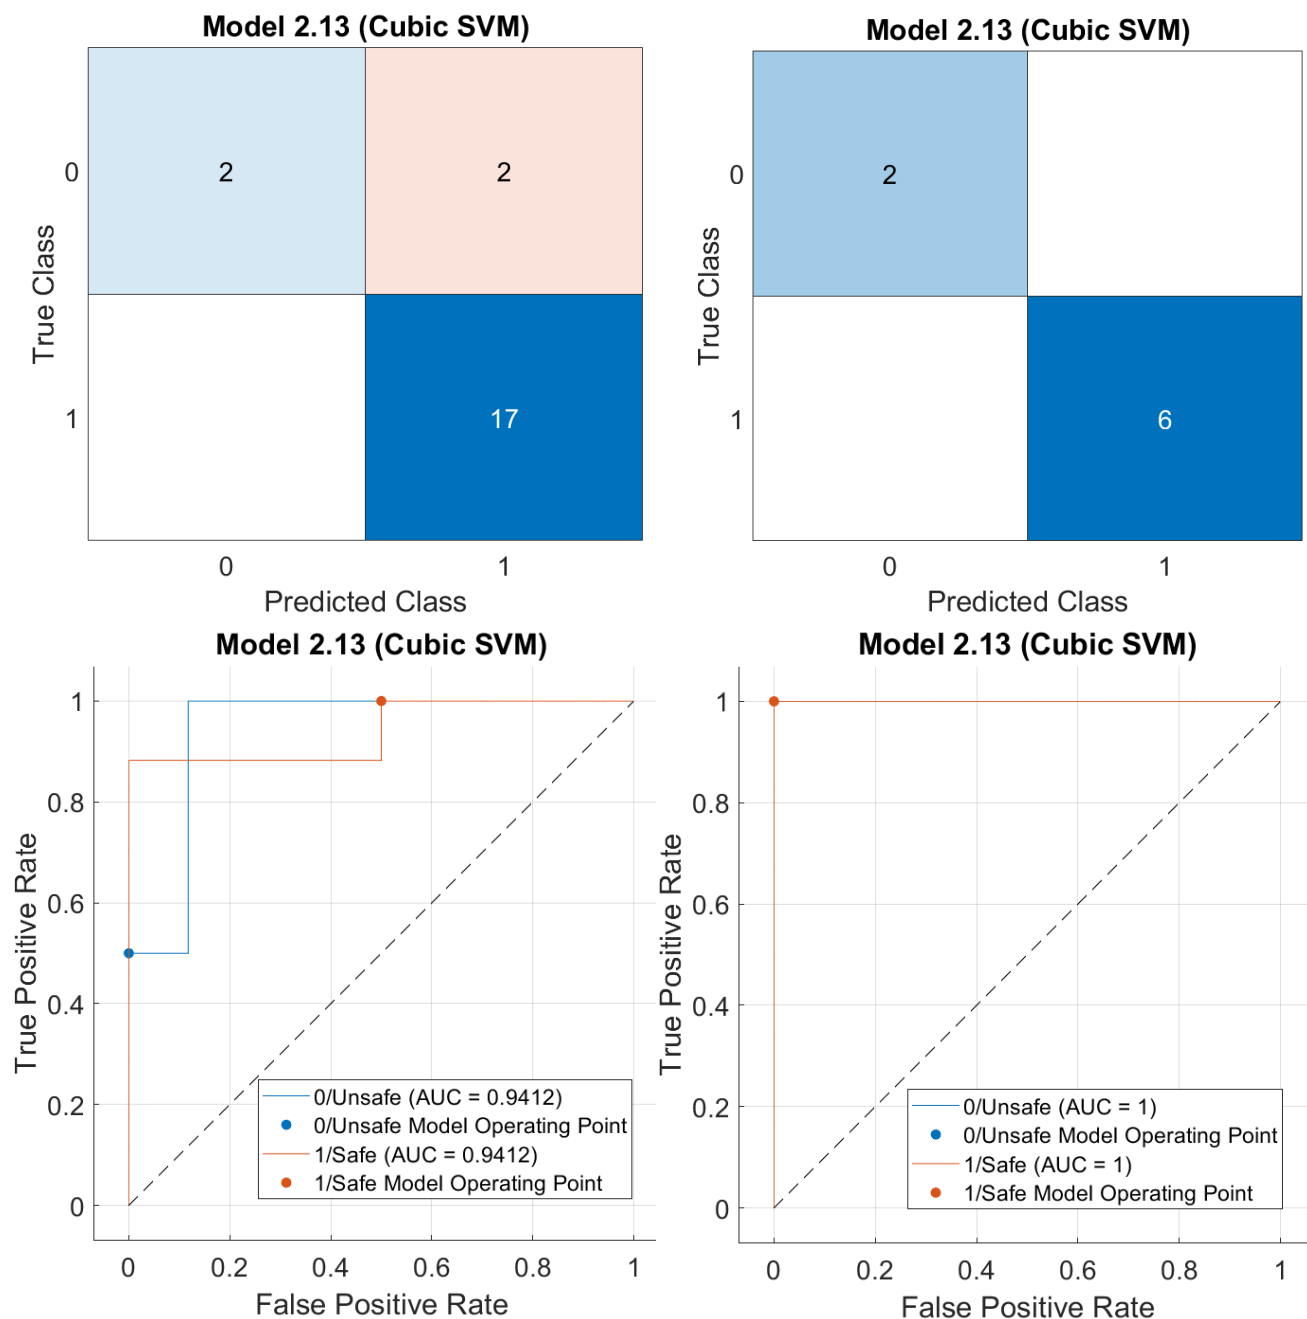 Model 2.13 (Cubic SVM)
True Class
0
2
2
1
17
0
1
Predicted Class
Model 2.13 (Cubic SVM)
True Class
0
2
1
6
0
1
Predicted Class
Model 2.13 (Cubic SVM)
True Positive Rate
1
0.8
0.6
0.4
0.2
0
0/Unsafe (AUC = 0.9412)
0/Unsafe Model Operating Point
1/Safe (AUC = 0.9412)
1/Safe Model Operating Point
0
0.2
0.4
0.6
0.8
1
False Positive Rate
Model 2.13 (Cubic SVM)
True Positive Rate
1
0.8
0.6
0.4
0.2
0
0/Unsafe (AUC = 1)
0/Unsafe Model Operating Point
1/Safe (AUC = 1)
1/Safe Model Operating Point
0
0.2
0.4
0.6
0.8
1
False Positive Rate